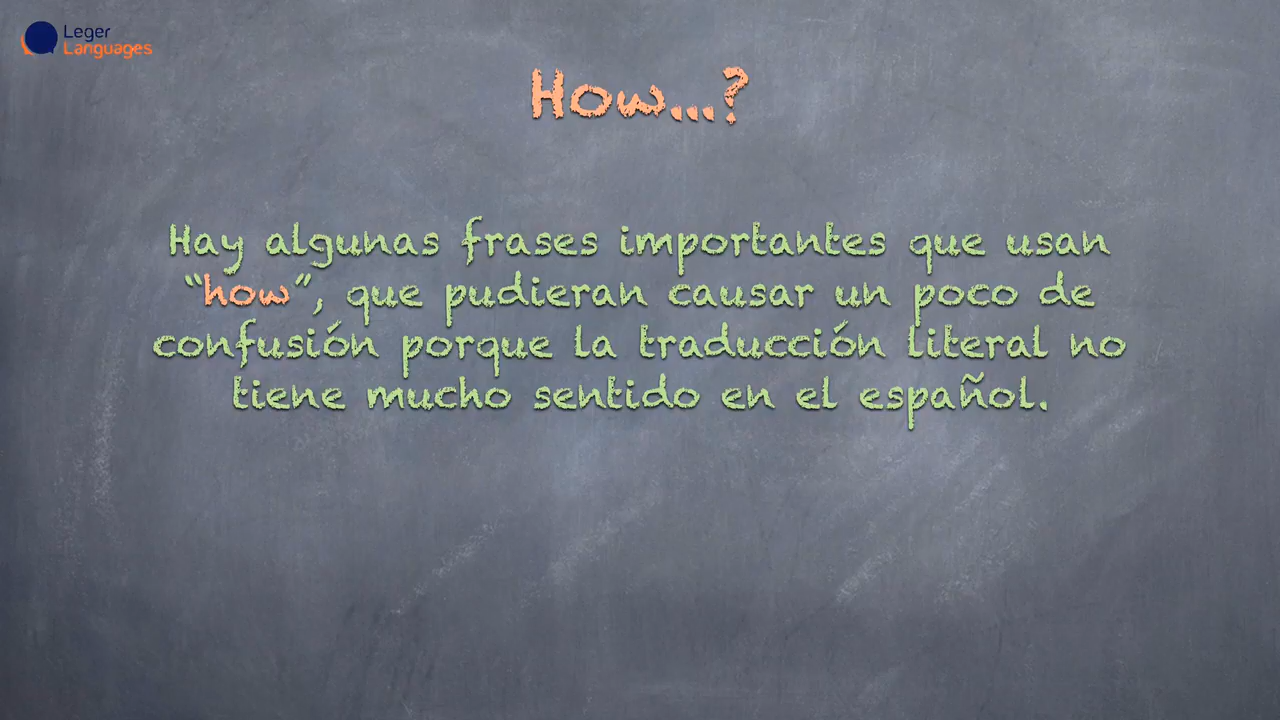 Leger
Languages
How...?
Hay algunas frases importantes que usan
“how”, que pudieran causar un poco de
confusión porque la traducción literal no
tiene mucho sentido en el español.